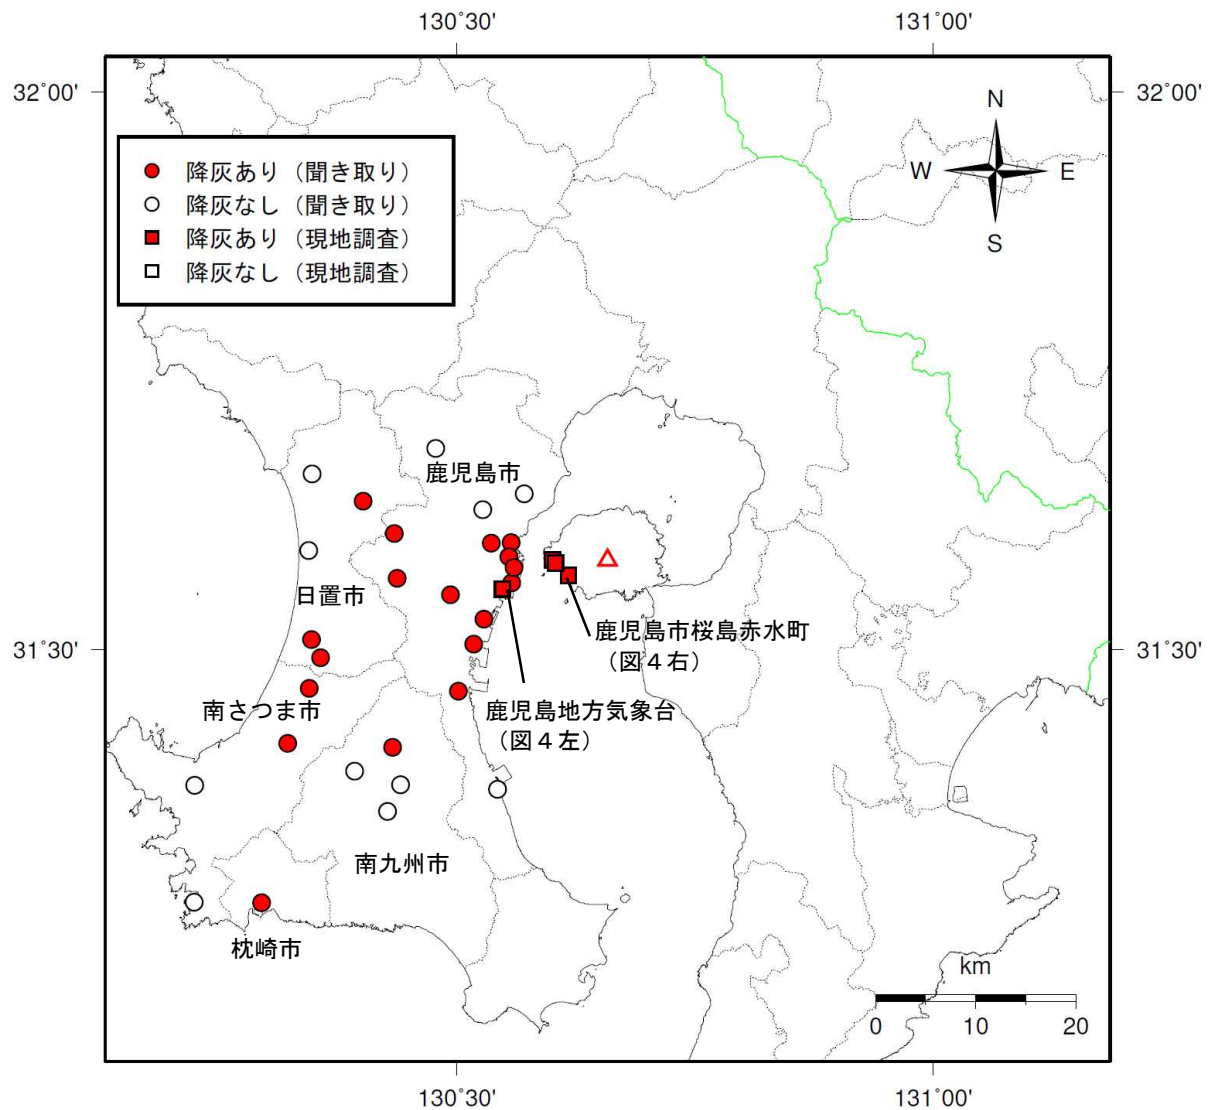 130°30'
131°00'
32°00'
32°00'
N
W
E
S
降灰あり（聞き取り）
降灰なし（聞き取り）
降灰あり（現地調査）
降灰なし（現地調査）
鹿児島市
日置市
31°30'
31°30'
鹿児島市桜島赤水町
（図４右）
南さつま市
鹿児島地方気象台
（図４左）
南九州市
枕崎市
km
0
10
20
130°30'
131°00'